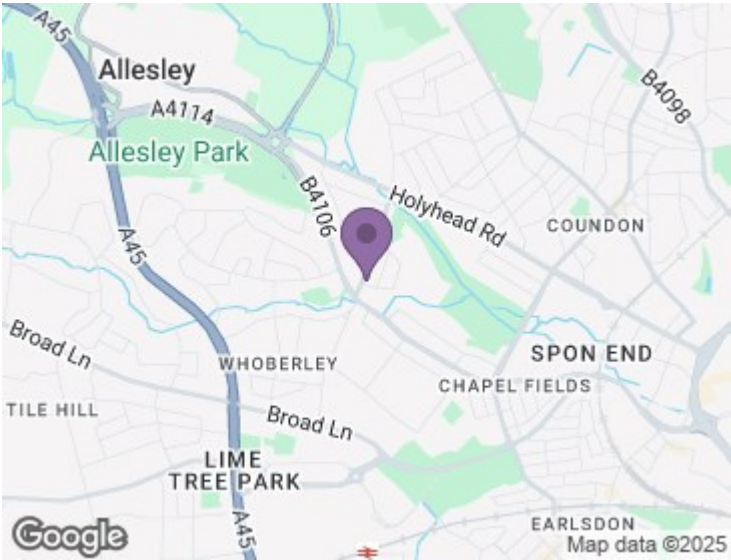 A45
Allesley
A4114
B4098
Allesley Park
B4106
Holyhead Rd
COUNDON
A45
Broad Ln
WHOBERLEY
SPON END
CHAPEL FIELDS
TILE HILL
Broad Ln
LIME
TREE PARK
A45
EARLSDON
Google
Map data ©2025